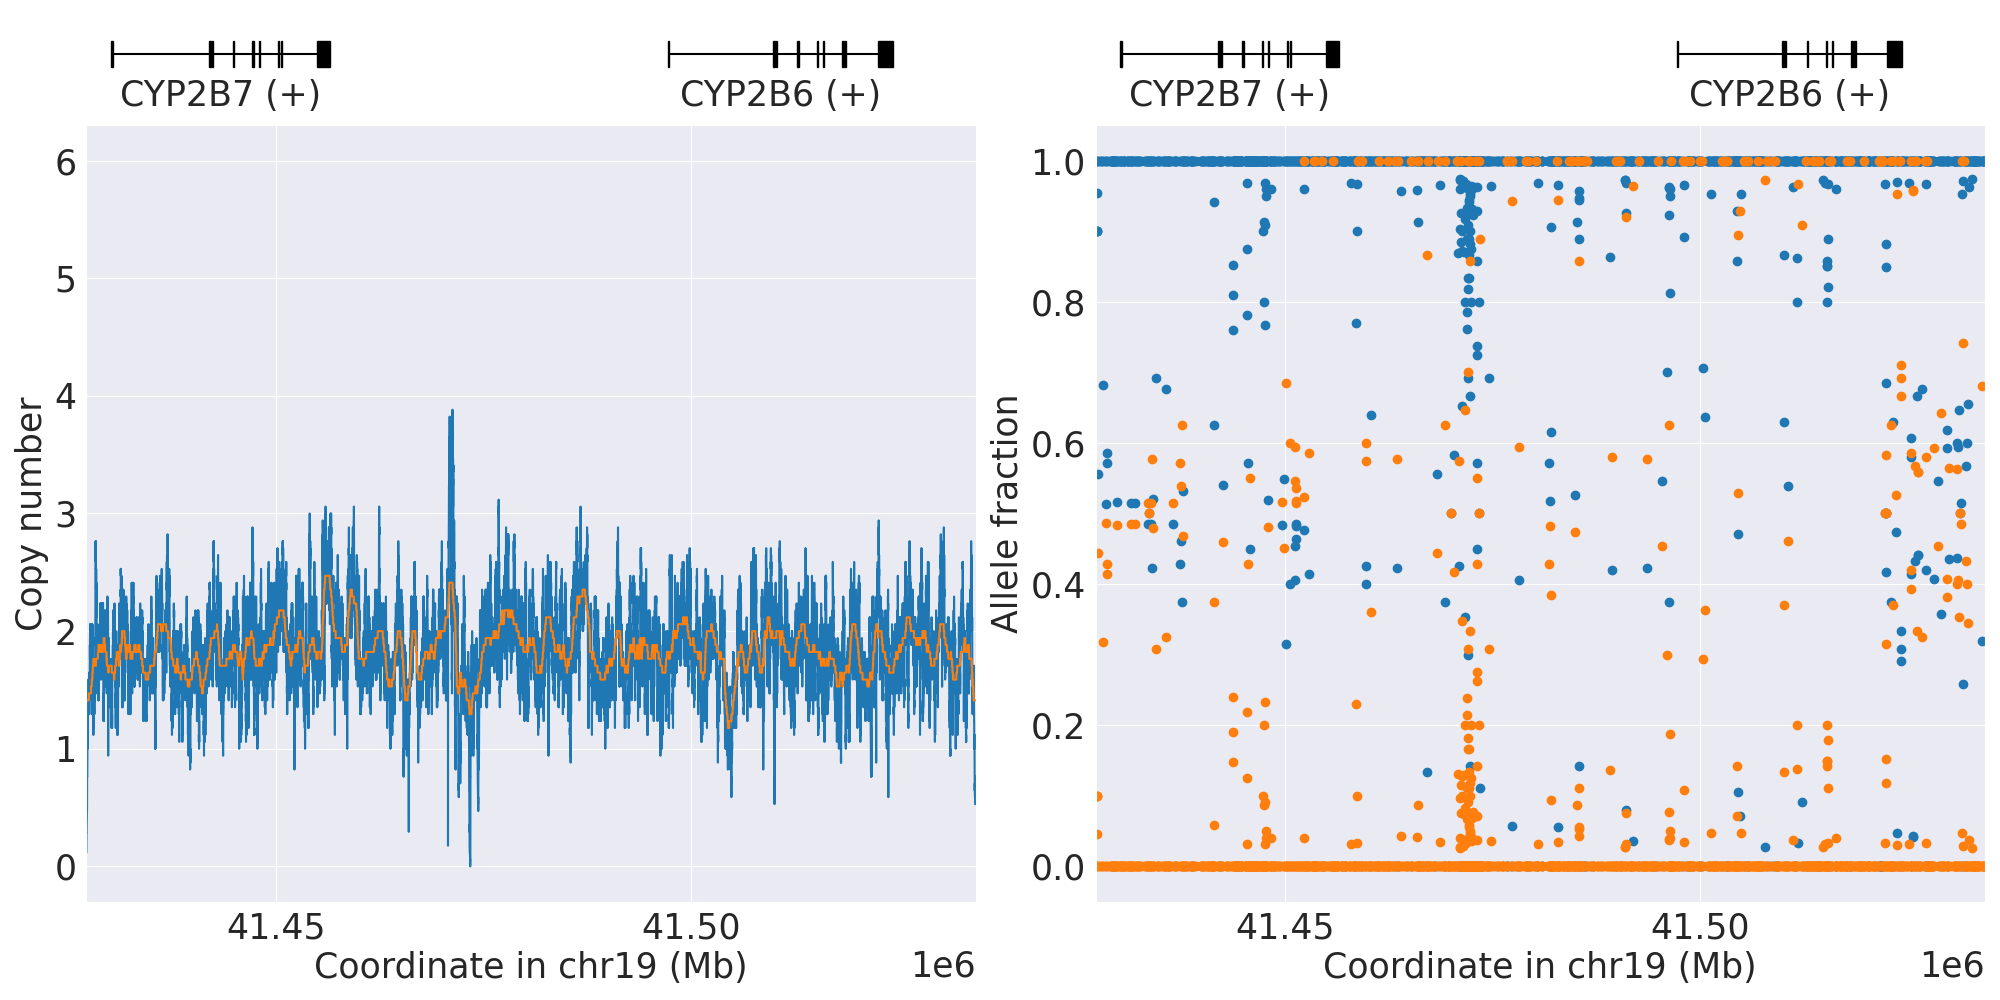 CYP2B7 (+)
CYP2B6 (+)
CYP2B7 (+)
CYP2B6 (+)
Copy number
6
5
4
3
2
1
0
41.45
41.50
Coordinate in chr19 (Mb)
1e6
Allele fraction
1.0
0.8
0.6
0.4
0.2
0.0
41.45
41.50
Coordinate in chr19 (Mb)
1e6